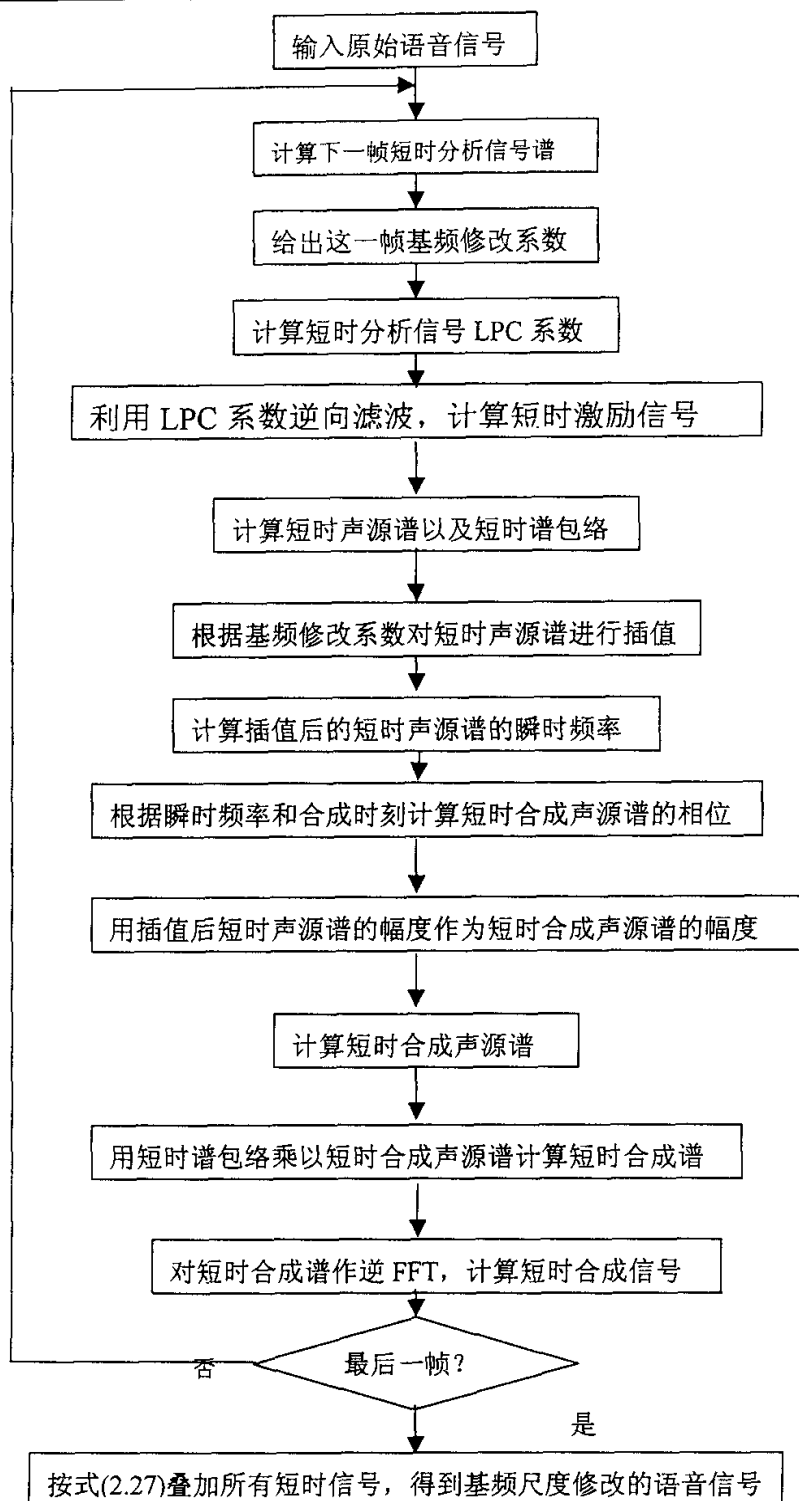 输入原始语音信号
计算下一帧短时分析信号谱
给出这一帧基频修改系数
计算短时分析信号 LPC 系数
利用 LPC 系数逆向滤波，计算短时激励信号
计算短时声源谱以及短时谱包络
根据基频修改系数对短时声源谱进行插值
计算插值后的短时声源谱的瞬时频率
根据瞬时频率和合成时刻计算短时合成声源谱的相位
用插值后短时声源谱的幅度作为短时合成声源谱的幅度
计算短时合成声源谱
用短时谱包络乘以短时合成声源谱计算短时合成谱
对短时合成谱作逆 FFT，计算短时合成信号
最后一帧？
否
是
按式(2.27)叠加所有短时信号，得到基频尺度修改的语音信号